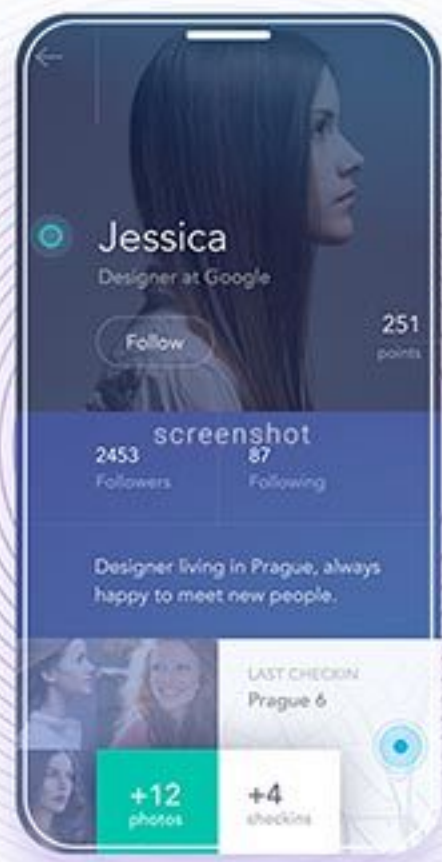 Jessica
Designer at Google
Follow
251
points
screenshot
2453
87
Followers
Following
Designer living in Prague, always
happy to meet new people.
LAST CHECKIN
Prague 6
+12
photos
+4
checkins